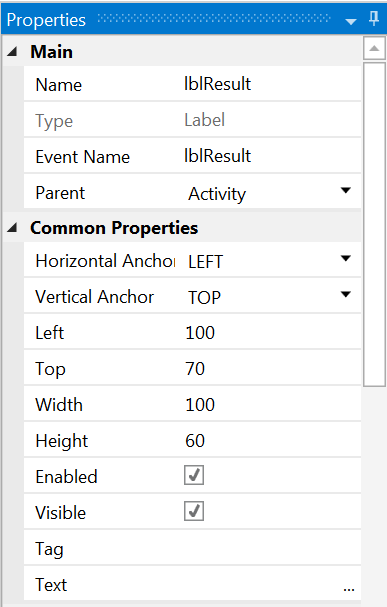 Properties
Main
Name lblResult
Type Label
Event Name lblResult
Parent Activity
Common Properties
Horizontal Anchor LEFT
Vertical Anchor TOP
Left 100
Top 70
Width 100
Height 60
Enabled
Visible
Tag
Text ...